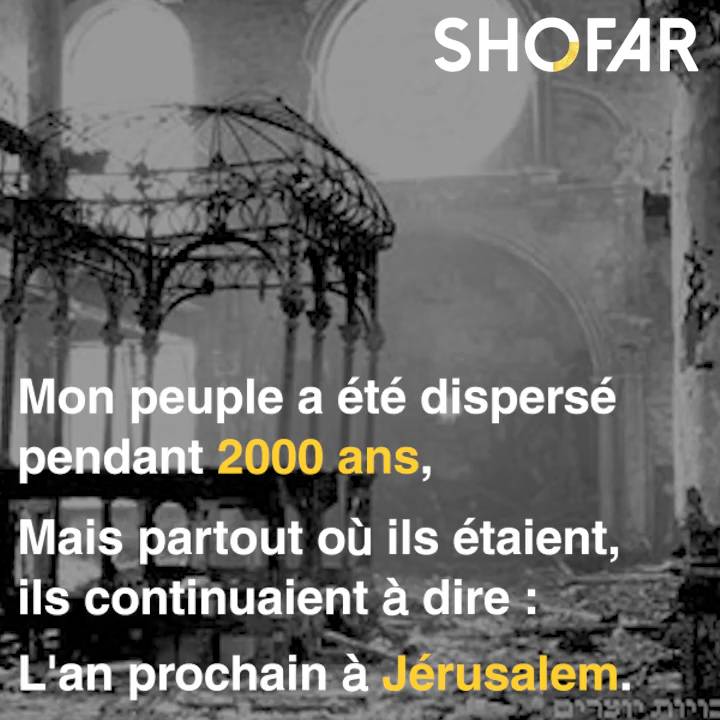 SHOFAR
Mon peuple a été dispersé
pendant 2000 ans,
Mais partout où ils étaient,
ils continuaient à dire :
L'an prochain à Jérusalem.